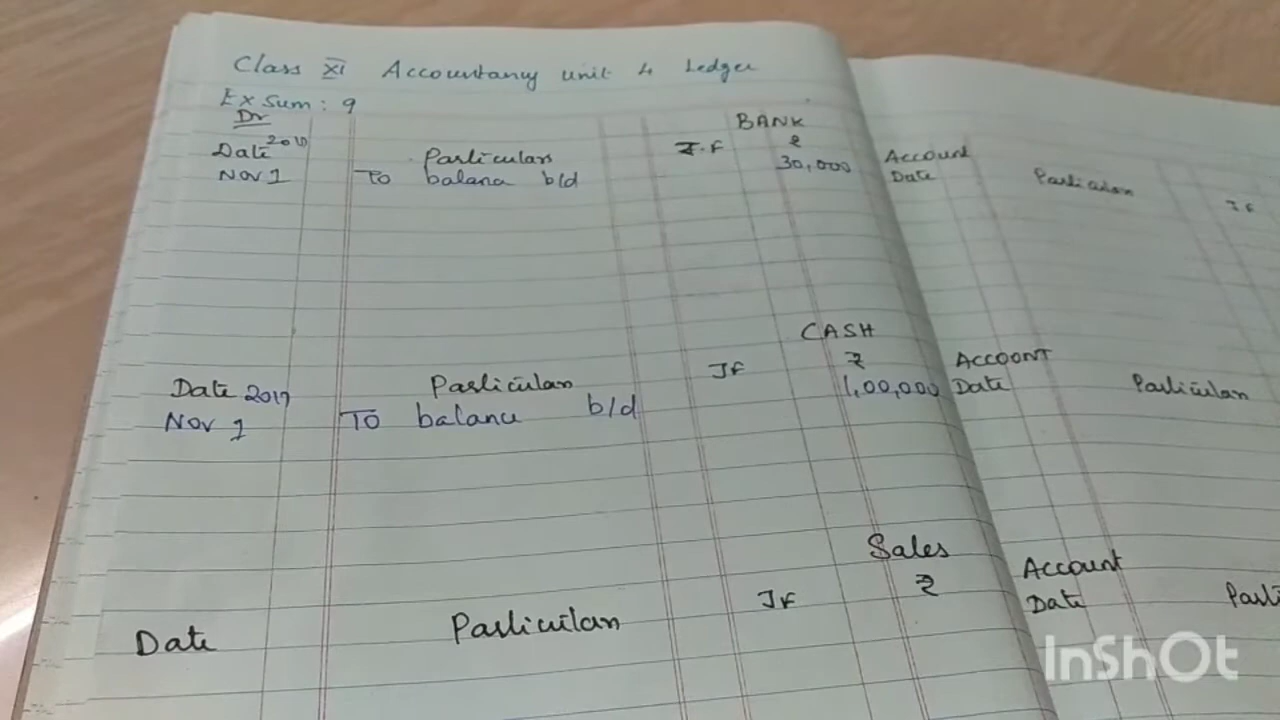 Class XI Accountancy unit 4 Ledger
Ex Sum : 9
Dr BANK Account
Date 2017 Particulars J.F ₹ Date Particulars JF
Nov 1 To balance b/d 30,000
CASH ACCOUNT
Date 2017 Particulars JF ₹ Date Particulars
Nov 1 TO balance b/d 1,00,000
Sales Account
Date Particulars JF ₹ Date Parti
InShOt